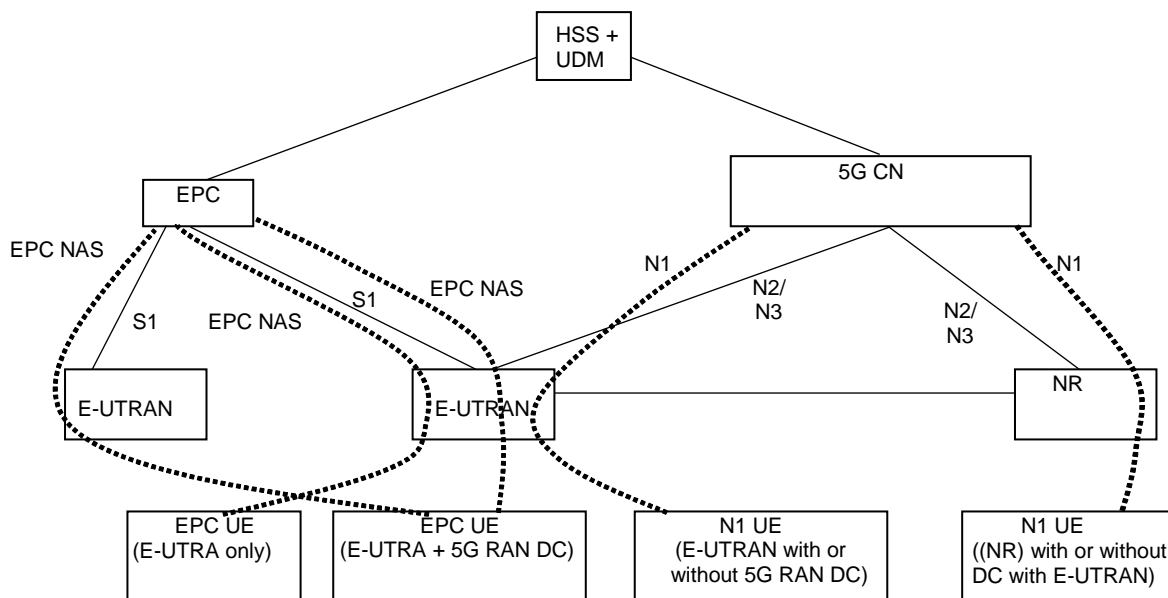 HSS +
UDM
EPC
5G CN
EPC NAS
N1
N1
EPC NAS
S1
N2/
N3
EPC NAS
S1
N2/
N3
E-UTRAN
E-UTRAN
NR
EPC UE
(E-UTRA only)
EPC UE
(E-UTRA + 5G RAN DC)
N1 UE
(E-UTRAN with or
without 5G RAN DC)
N1 UE
((NR) with or without
DC with E-UTRAN)